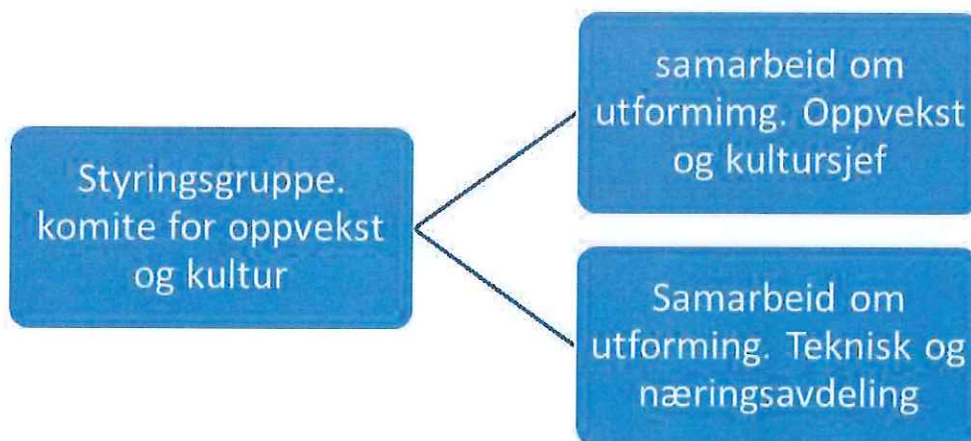 Styringsgruppe.
komite for oppvekst
og kultur
samarbeid om
utformimg. Oppvekst
og kultursjef
Samarbeid om
utforming. Teknisk og
næringsavdeling